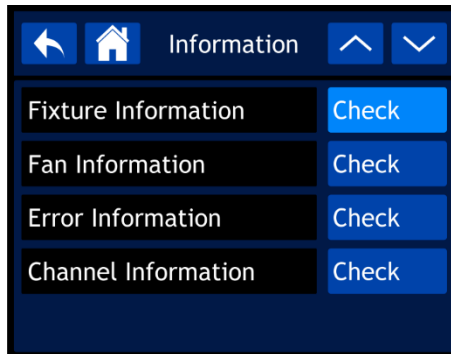 Information
Fixture Information Check
Fan Information Check
Error Information Check
Channel Information Check